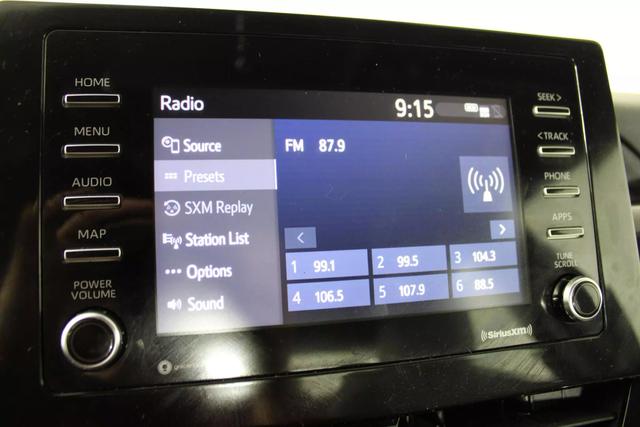 HOME
MENU
AUDIO
MAP
POWER
VOLUME
Radio
9:15
Source
Presets
SXM Replay
Station List
Options
Sound
FM 87.9
< >
1 99.1 2 99.5 3 104.3
4 106.5 5 107.9 6 88.5
SEEK >
< TRACK
PHONE
APPS
TUNE
SCROLL
SiriusXM